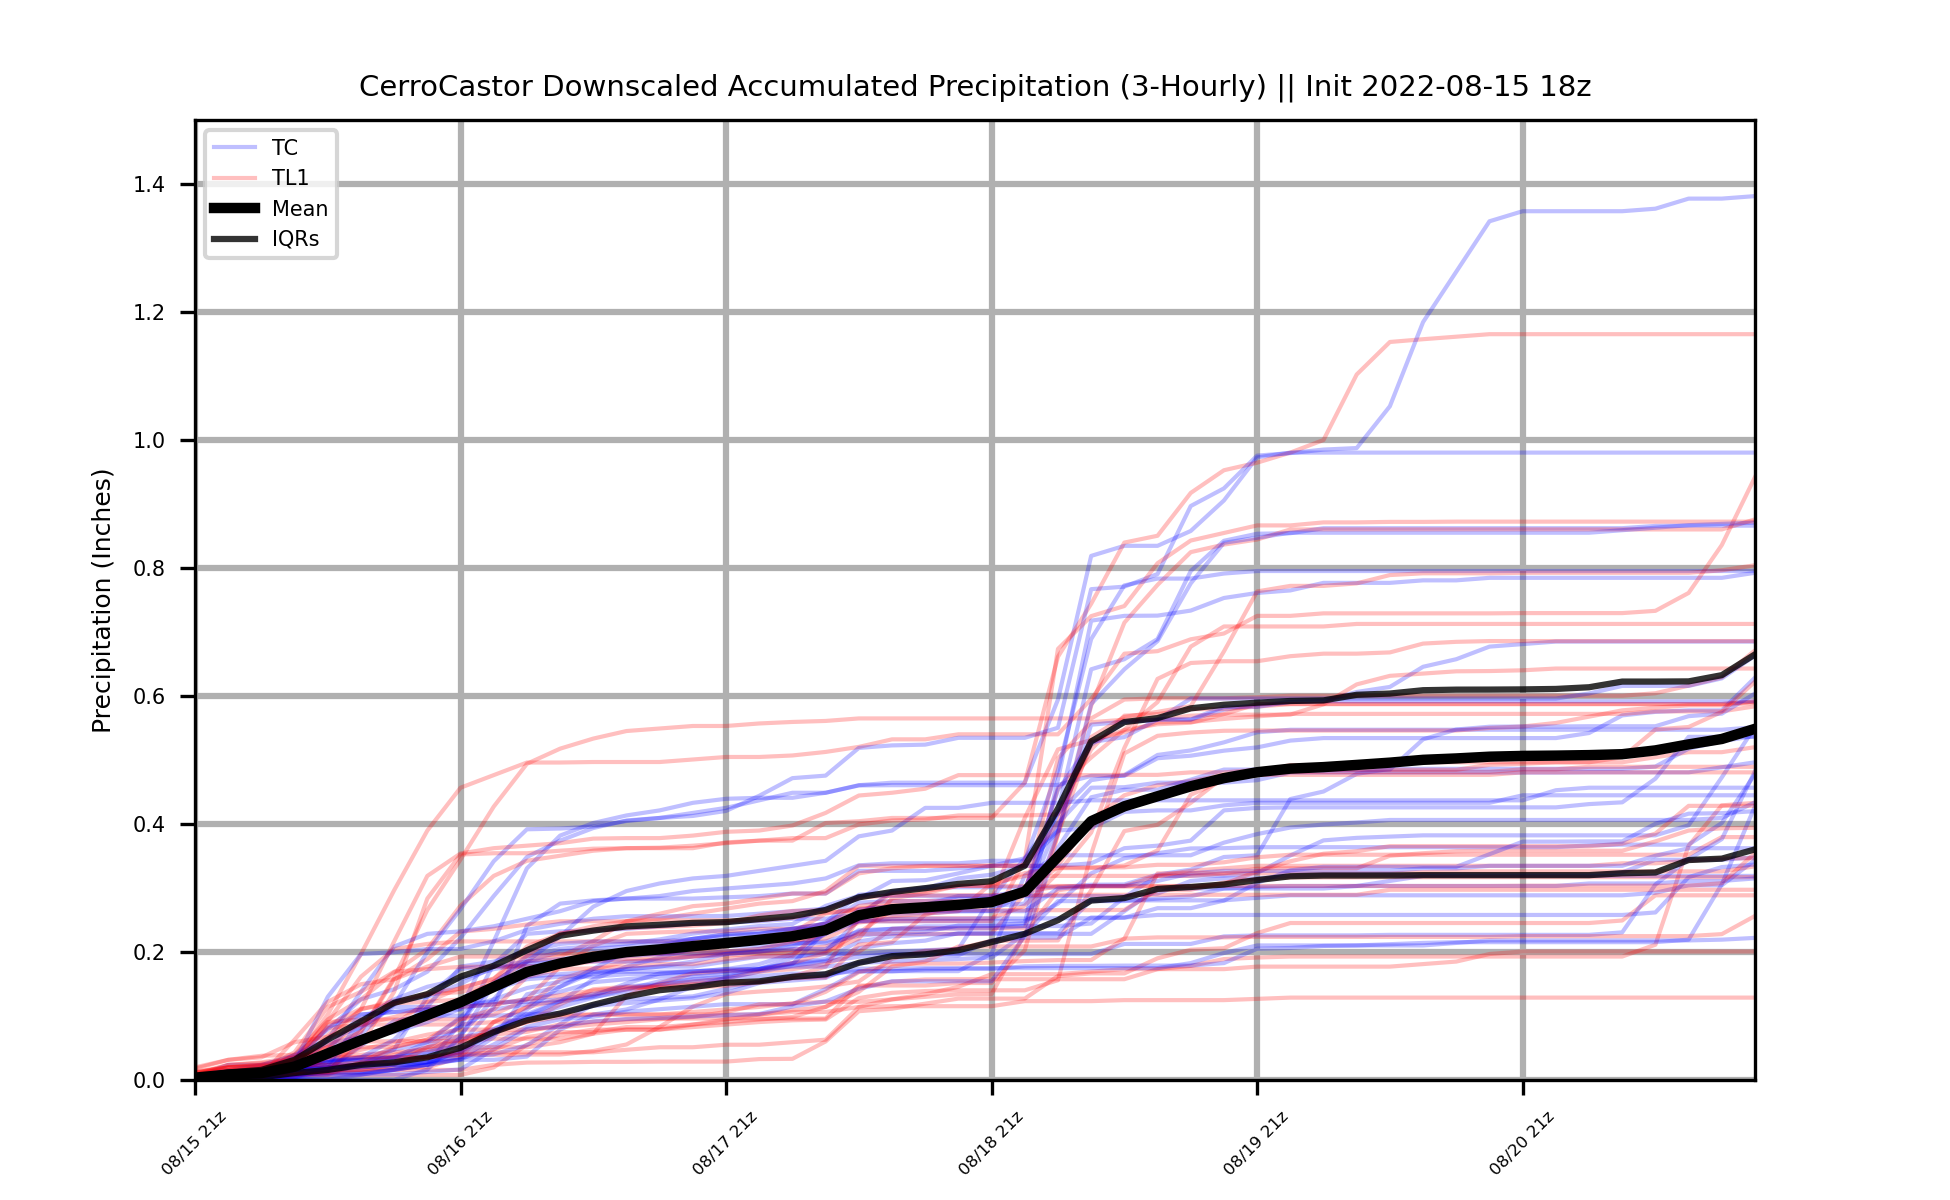 CerroCastor Downscaled Accumulated Precipitation (3-Hourly) || Init 2022-08-15 18z
TC
TL1
Mean
IQRs
Precipitation (Inches)
1.4
1.2
1.0
0.8
0.6
0.4
0.2
0.0
08/15 21z
08/16 21z
08/17 21z
08/18 21z
08/19 21z
08/20 21z